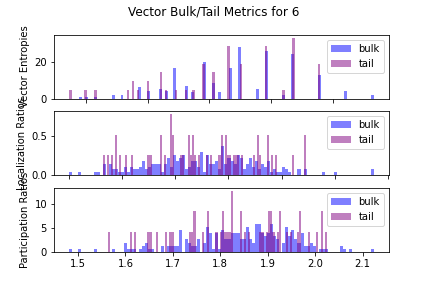 Vector Bulk/Tail Metrics for 6
Vector Entropies
20
0
bulk
tail
Localization Ratios
0.5
0.0
bulk
tail
Participation Ratios
10
5
0
bulk
tail
1.5 1.6 1.7 1.8 1.9 2.0 2.1